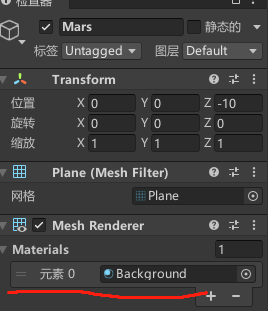 检查器
Mars 静态的
标签 Untagged 图层 Default
Transform
位置 X 0 Y 0 Z -10
旋转 X 0 Y 0 Z 0
缩放 X 1 Y 1 Z 1
Plane (Mesh Filter)
网格 Plane
Mesh Renderer
Materials 1
元素 0 Background